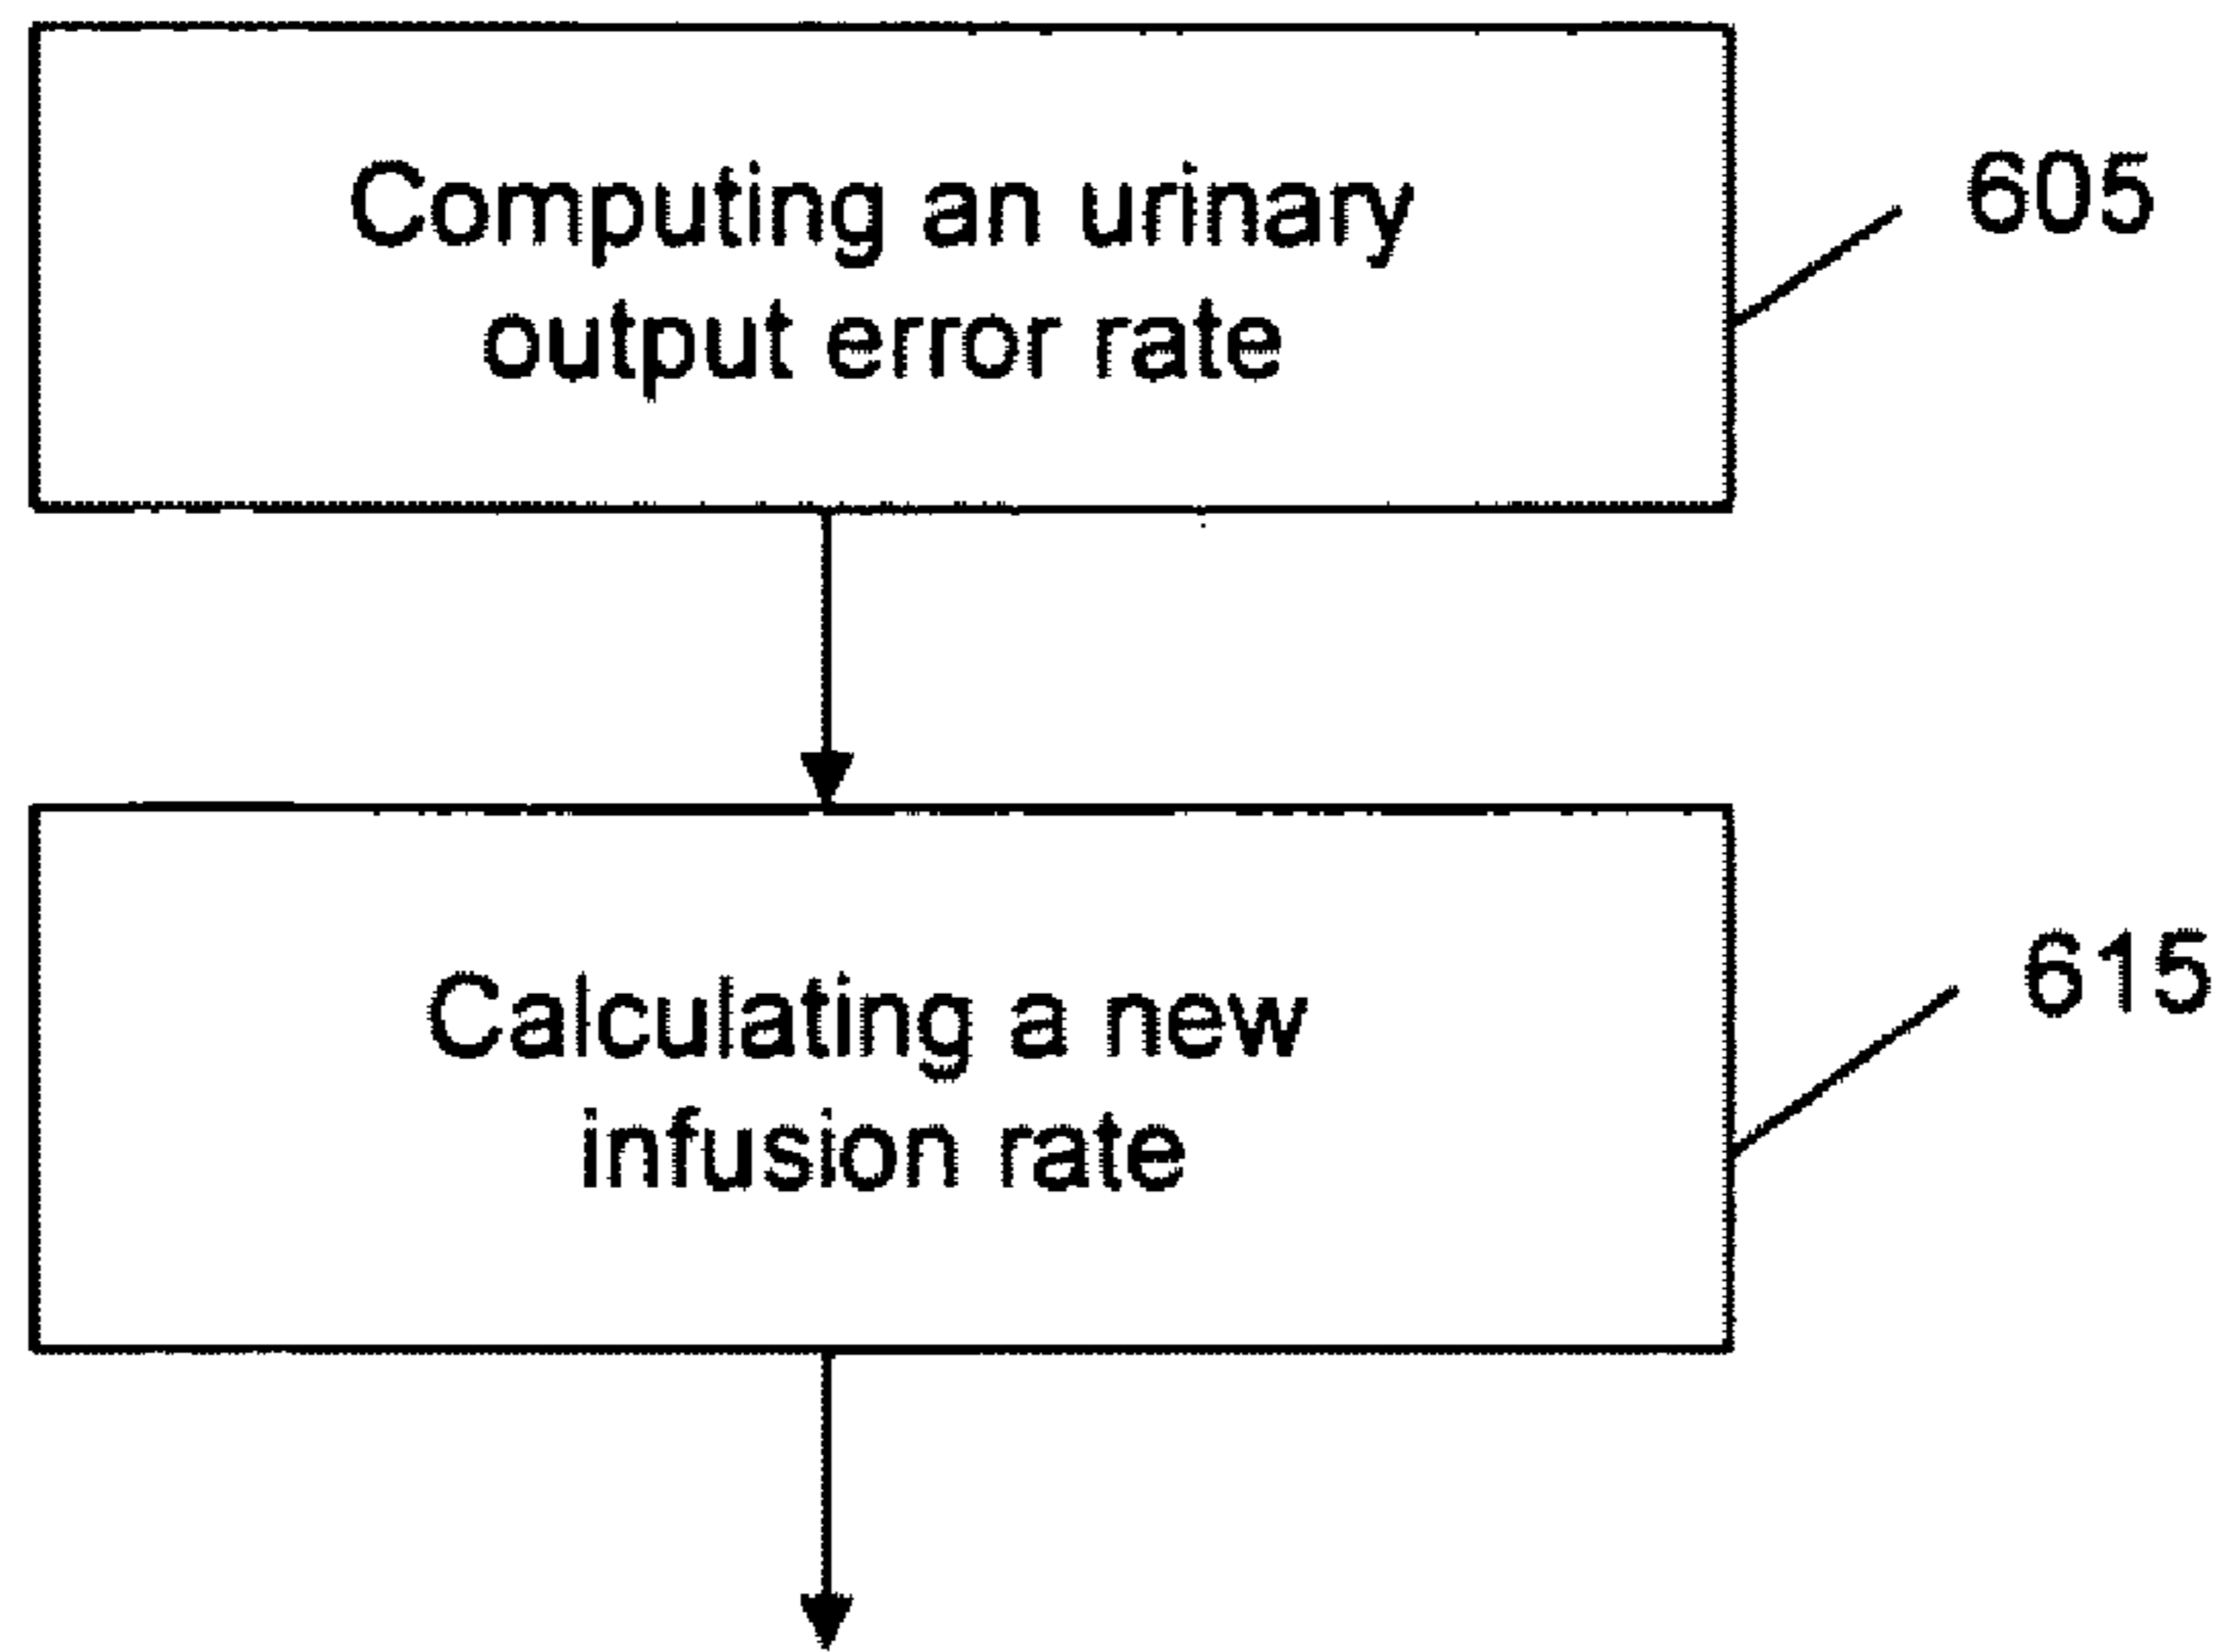 Computing an urinary
output error rate
605
Calculating a new
infusion rate
615